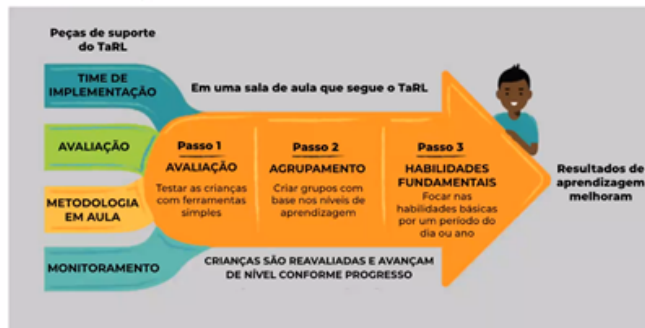 Peças de suporte
do TaRL
TIME DE
IMPLEMENTAÇÃO
AVALIAÇÃO
METODOLOGIA
EM AULA
MONITORAMENTO
Em uma sala de aula que segue o TaRL
Passo 1
AVALIAÇÃO
Testar as crianças
com ferramentas
simples
Passo 2
AGRUPAMENTO
Criar grupos com
base nos níveis de
aprendizagem
Passo 3
HABILIDADES
FUNDAMENTAIS
Focar nas
habilidades básicas
por um período do
dia ou ano
CRIANÇAS SÃO REAVALIADAS E AVANÇAM
DE NÍVEL CONFORME PROGRESSO
Resultados de
aprendizagem
melhoram